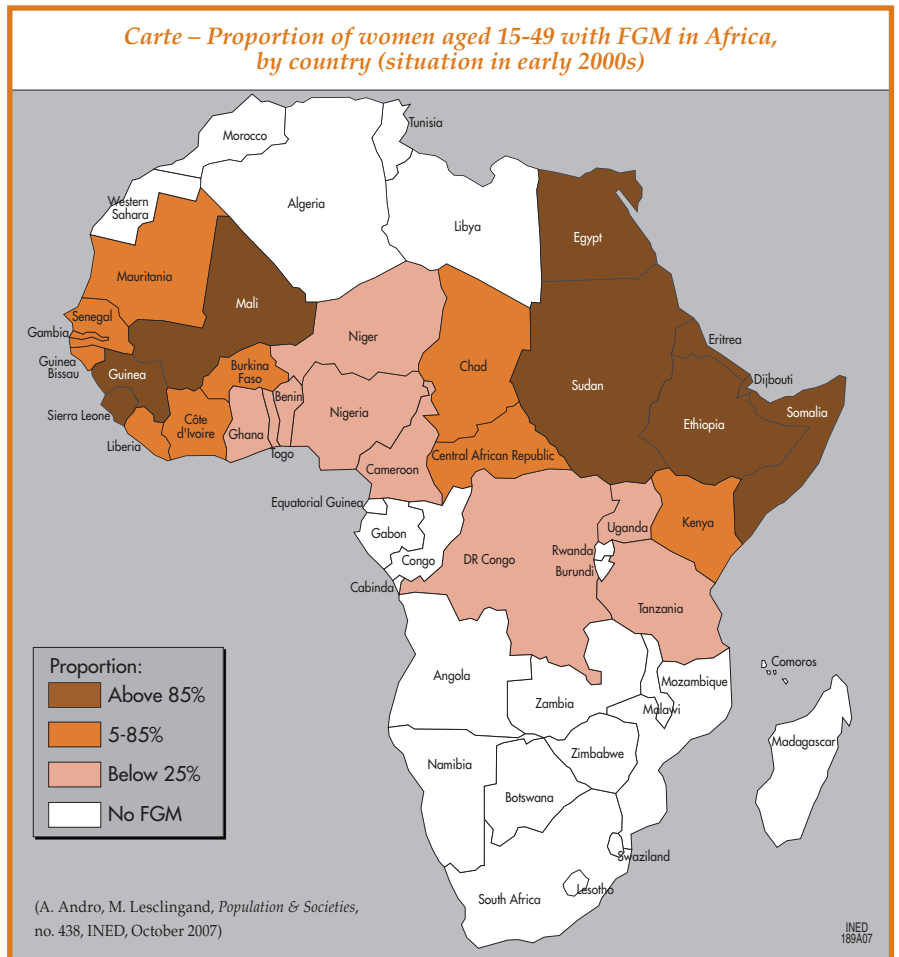 Carte – Proportion of women aged 15-49 with FGM in Africa,
by country (situation in early 2000s)
Tunisia
Morocco
Algeria
Western
Sahara
Libya
Egypt
Mauritania
Mali
Niger
Senegal
Gambia
Chad
Eritrea
Guinea
Bissau
Guinea
Burkina
Faso
Djibouti
Sudan
Benin
Nigeria
Somalia
Sierra Leone
Côte
d'Ivoire
Ghana
Ethiopia
Liberia
Togo
Central African Republic
Cameroon
Equatorial Guinea
Uganda
Kenya
Gabon
Congo
DR Congo
Rwanda
Burundi
Cabinda
Tanzania
Proportion:
Above 85%
5-85%
Below 25%
No FGM
Comoros
Angola
Mozambique
Zambia
Malawi
Madagascar
Zimbabwe
Namibia
Botswana
Swaziland
Lesotho
South Africa
(A. Andro, M. Lesclingand, Population & Societies,
no. 438, INED, October 2007)
INED
189A07